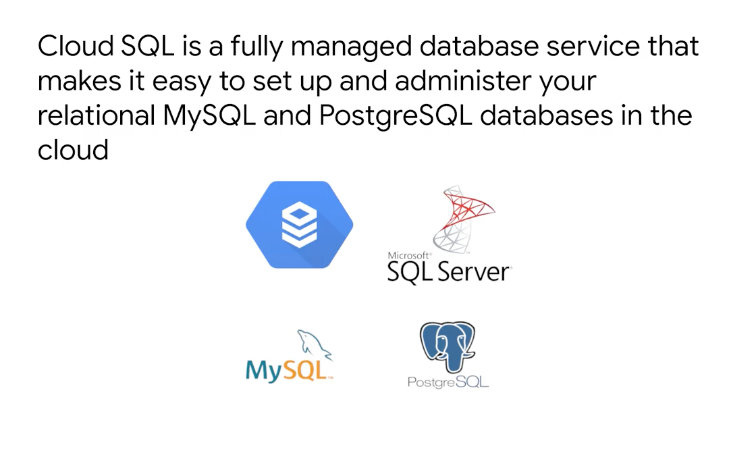 Cloud SQL is a fully managed database service that
makes it easy to set up and administer your
relational MySQL and PostgreSQL databases in the
cloud
Microsoft®
SQL Server
MySQL™
PostgreSQL